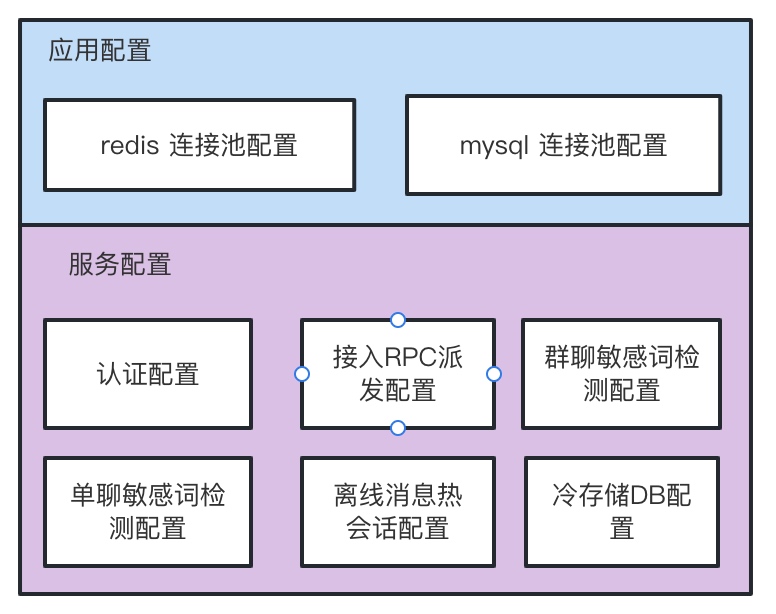 应用配置
redis 连接池配置
mysql 连接池配置
服务配置
认证配置
接入RPC派
发配置
群聊敏感词检
测配置
单聊敏感词检
测配置
离线消息热
会话配置
冷存储DB配
置